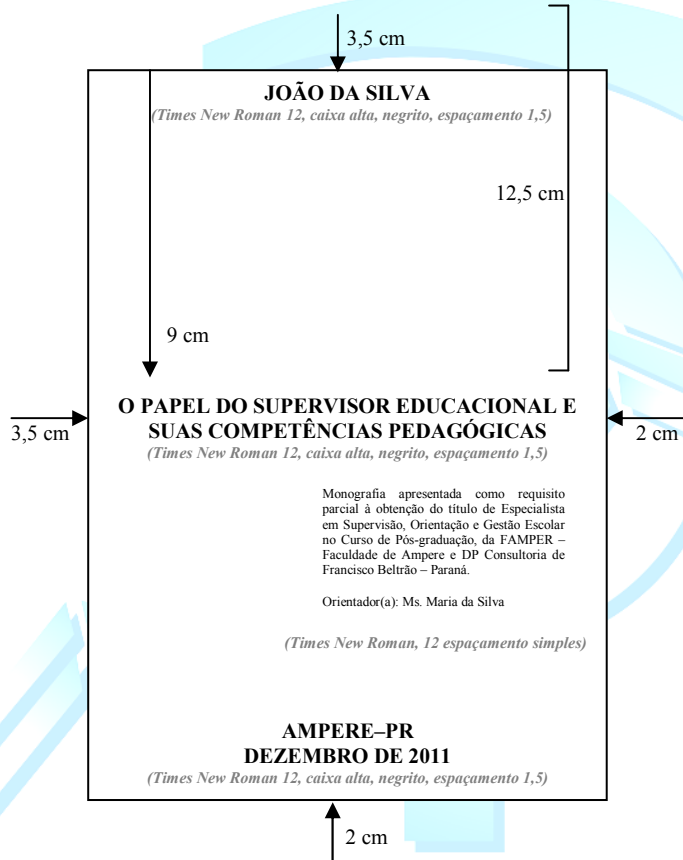 3,5 cm
JOÃO DA SILVA
(Times New Roman 12, caixa alta, negrito, espaçamento 1,5)
12,5 cm
9 cm
O PAPEL DO SUPERVISOR EDUCACIONAL E
SUAS COMPETÊNCIAS PEDAGÓGICAS
(Times New Roman 12, caixa alta, negrito, espaçamento 1,5)
3,5 cm
2 cm
Monografia apresentada como requisito
parcial à obtenção do título de Especialista
em Supervisão, Orientação e Gestão Escolar
no Curso de Pós-graduação, da FAMPER –
Faculdade de Ampere e DP Consultoria de
Francisco Beltrão – Paraná.
Orientador(a): Ms. Maria da Silva
(Times New Roman, 12 espaçamento simples)
AMPERE–PR
DEZEMBRO DE 2011
(Times New Roman 12, caixa alta, negrito, espaçamento 1,5)
2 cm